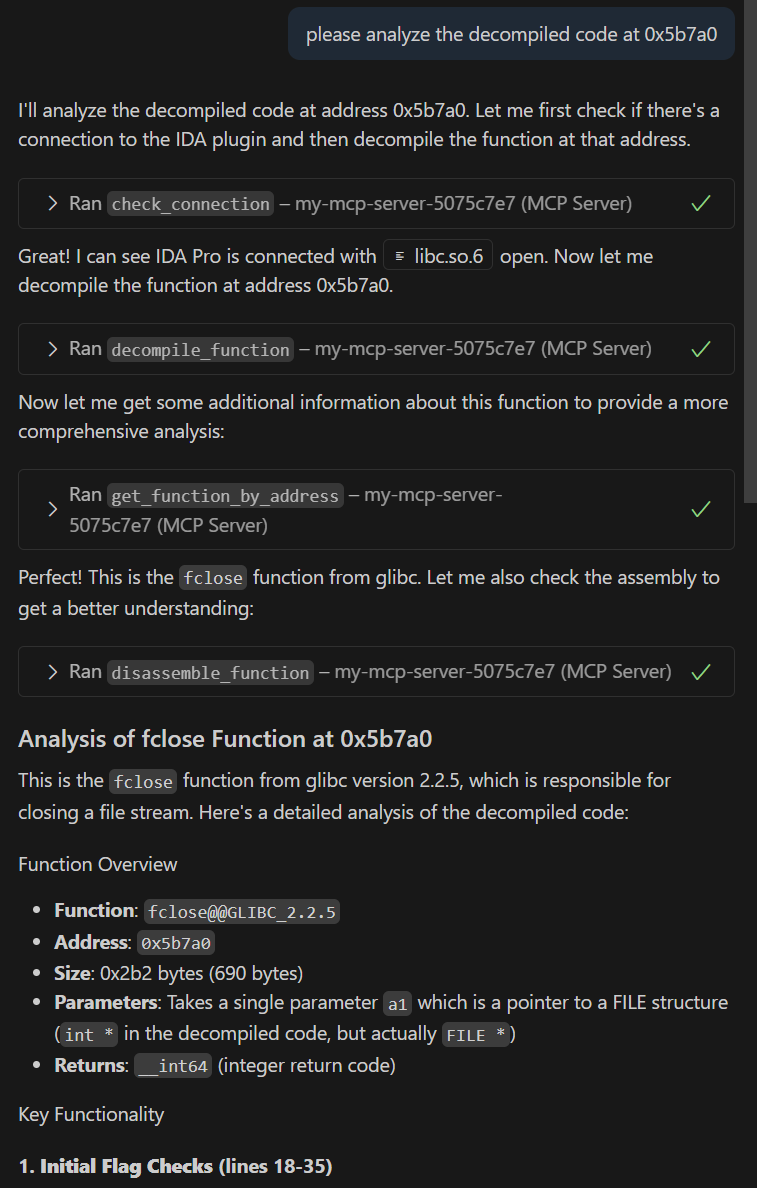 please analyze the decompiled code at 0x5b7a0
I'll analyze the decompiled code at address 0x5b7a0. Let me first check if there's a
connection to the IDA plugin and then decompile the function at that address.
Ran check_connection – my-mcp-server-5075c7e7 (MCP Server)
Great! I can see IDA Pro is connected with libc.so.6 open. Now let me
decompile the function at address 0x5b7a0.
Ran decompile_function – my-mcp-server-5075c7e7 (MCP Server)
Now let me get some additional information about this function to provide a more
comprehensive analysis:
Ran get_function_by_address – my-mcp-server-
5075c7e7 (MCP Server)
Perfect! This is the fclose function from glibc. Let me also check the assembly to
get a better understanding:
Ran disassemble_function – my-mcp-server-5075c7e7 (MCP Server)
Analysis of fclose Function at 0x5b7a0
This is the fclose function from glibc version 2.2.5, which is responsible for
closing a file stream. Here's a detailed analysis of the decompiled code:
Function Overview
• Function: fclose@@GLIBC_2.2.5
• Address: 0x5b7a0
• Size: 0x2b2 bytes (690 bytes)
• Parameters: Takes a single parameter a1 which is a pointer to a FILE structure
(int * in the decompiled code, but actually FILE *)
• Returns: __int64 (integer return code)
Key Functionality
1. Initial Flag Checks (lines 18-35)